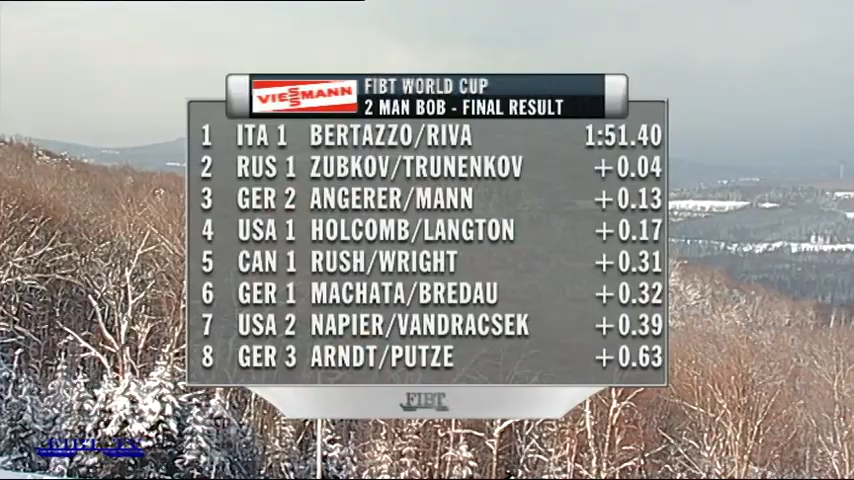 VIESSMANN
FIBT WORLD CUP
2 MAN BOB - FINAL RESULT
1 ITA 1 BERTAZZO/RIVA 1:51.40
2 RUS 1 ZUBKOV/TRUNENKOV +0.04
3 GER 2 ANGERER/MANN +0.13
4 USA 1 HOLCOMB/LANGTON +0.17
5 CAN 1 RUSH/WRIGHT +0.31
6 GER 1 MACHATA/BREDAU +0.32
7 USA 2 NAPIER/VANDRACSEK +0.39
8 GER 3 ARNDT/PUTZE +0.63
FIBT
FIBT TV